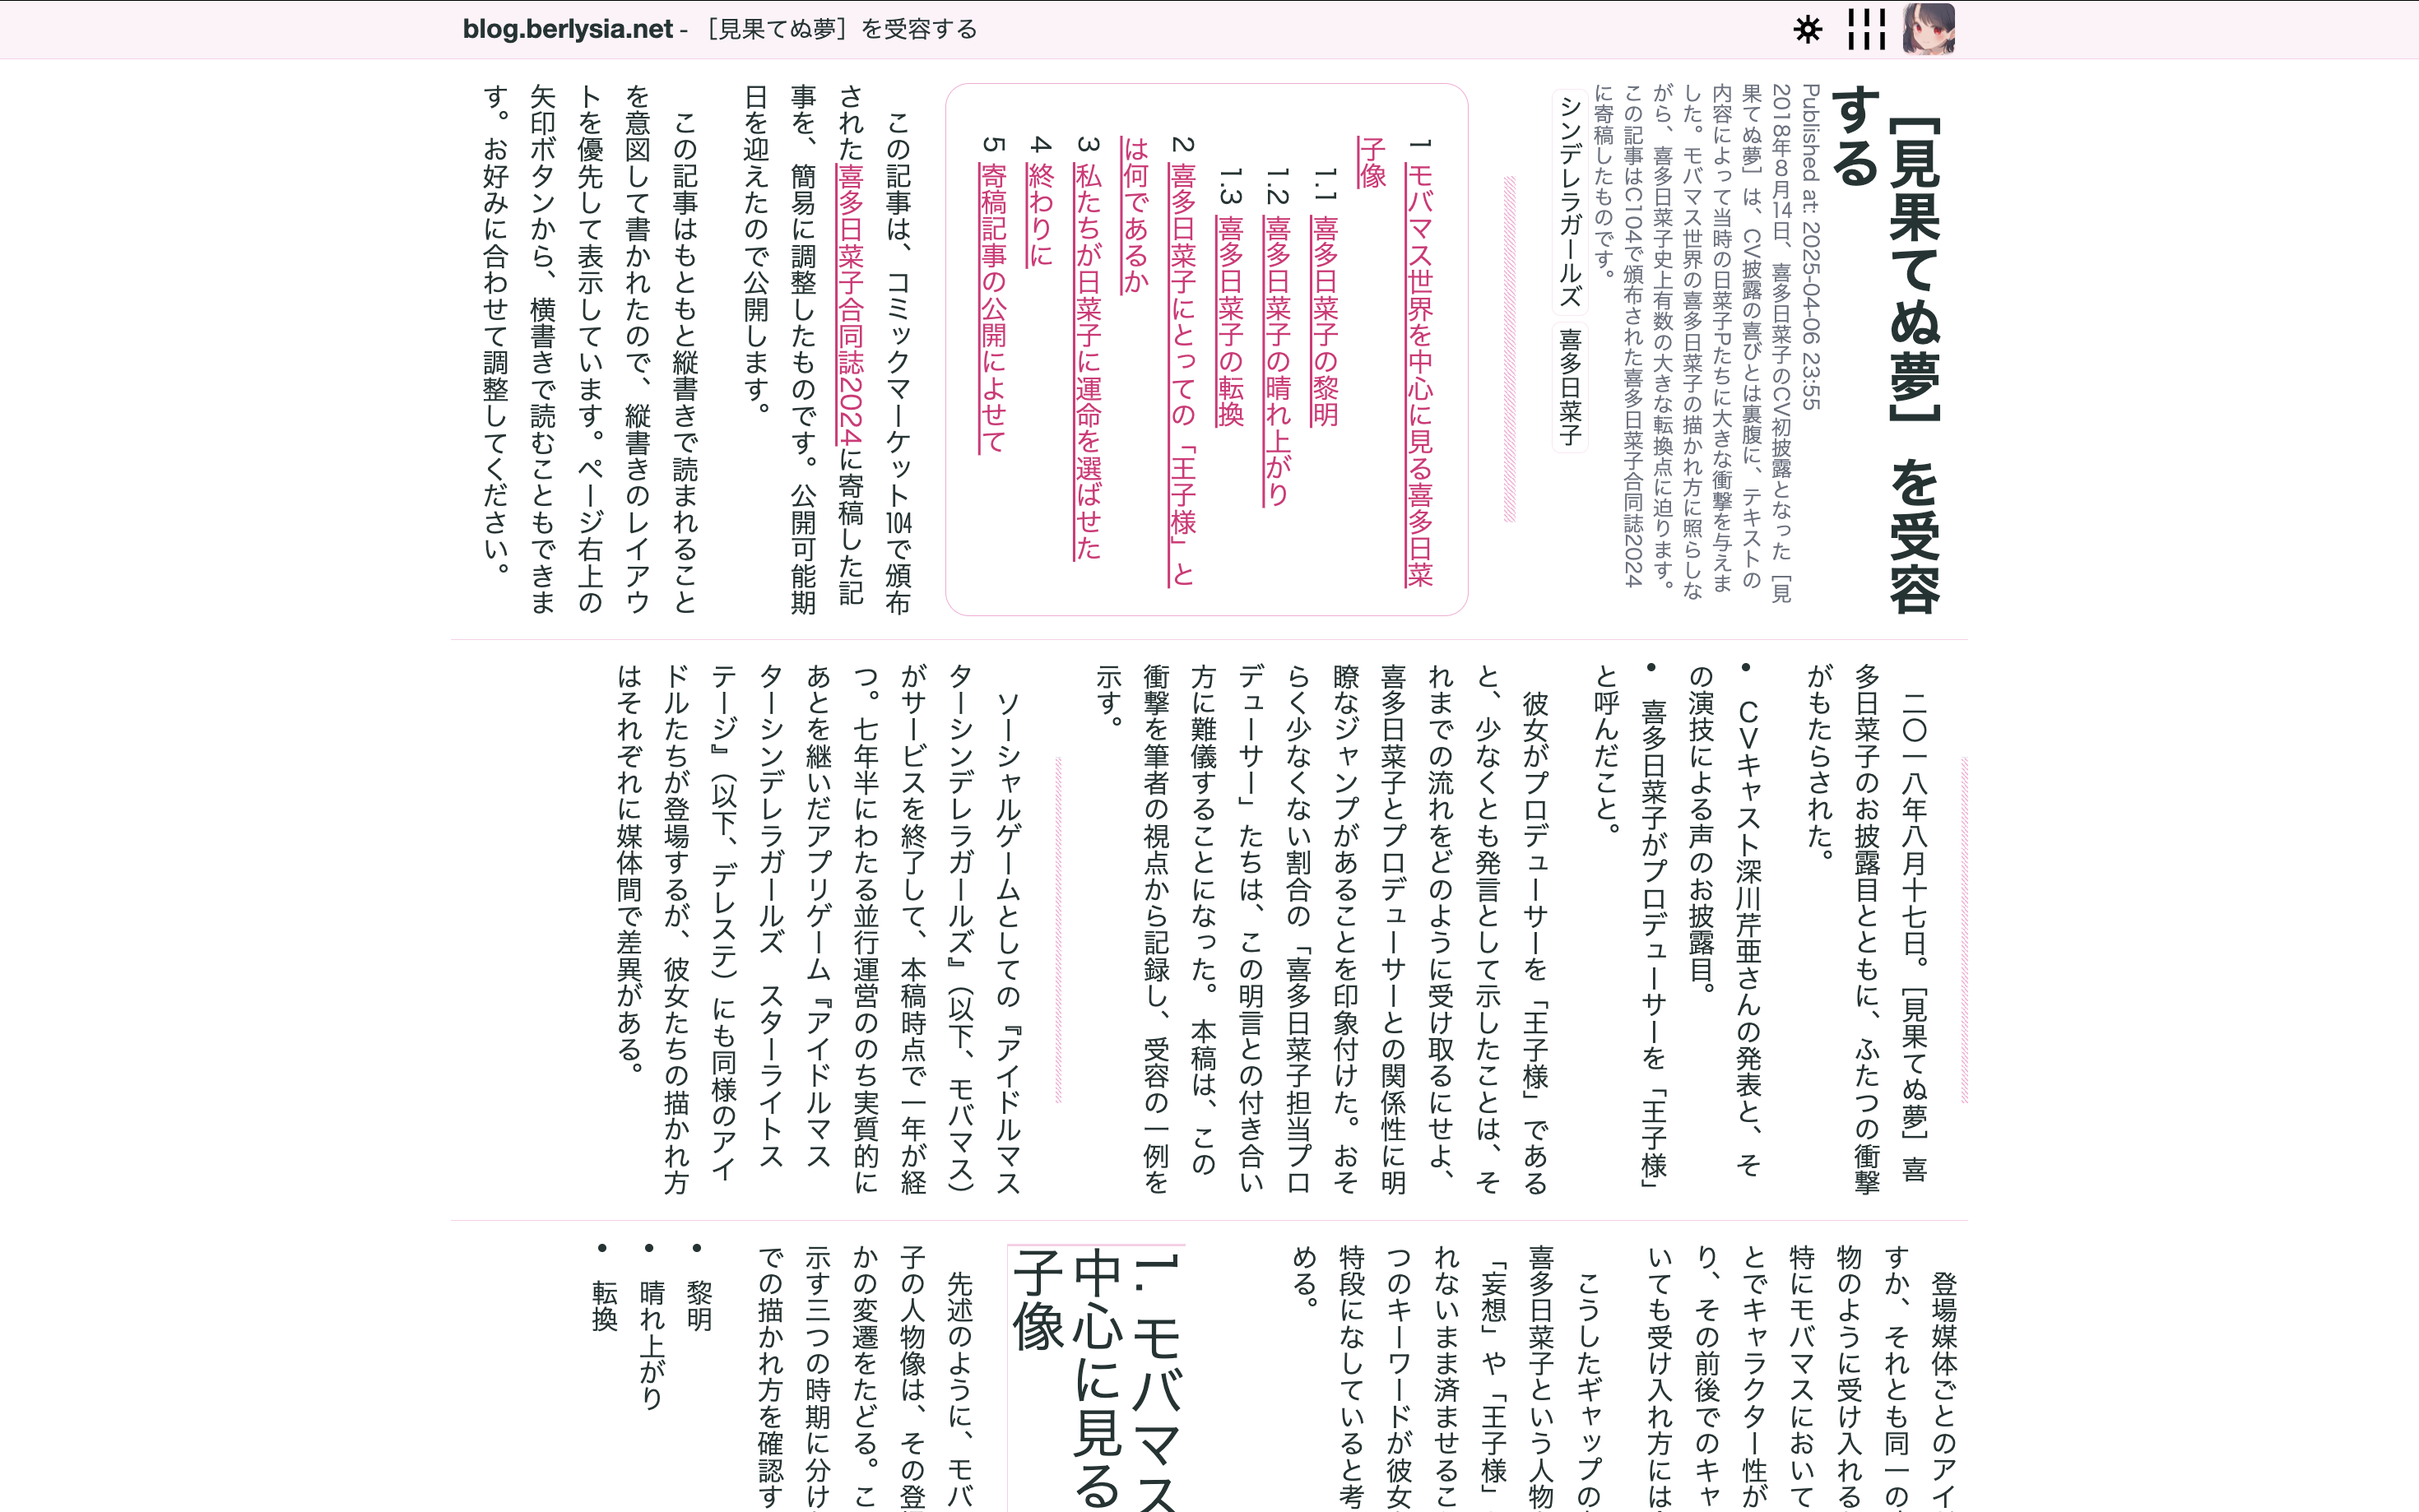 blog.berlysia.net - ［見果てぬ夢］を受容する
［見果てぬ夢］を受容
する
Published at: 2025-04-06 23:55
2018年8月14日、喜多日菜子のCV初披露となった［見
果てぬ夢］は、CV披露の喜びとは裏腹に、テキストの
内容によって当時の日菜子Pたちに大きな衝撃を与えま
した。モバマス世界の喜多日菜子の描かれ方に照らしな
がら、喜多日菜子史上有数の大きな転換点に迫ります。
この記事はC104で頒布された喜多日菜子合同誌2024
に寄稿したものです。
シンデレラガールズ 喜多日菜子
1 モバマス世界を中心に見る喜多日菜
子像
1.1 喜多日菜子の黎明
1.2 喜多日菜子の晴れ上がり
1.3 喜多日菜子の転換
2 喜多日菜子にとっての「王子様」と
は何であるか
3 私たちが日菜子に運命を選ばせた
4 終わりに
5 寄稿記事の公開によせて
この記事は、コミックマーケット104で頒布
された喜多日菜子合同誌2024に寄稿した記
事を、簡易に調整したものです。公開可能期
日を迎えたので公開します。
この記事はもともと縦書きで読まれること
を意図して書かれたので、縦書きのレイアウ
トを優先して表示しています。ページ右上の
矢印ボタンから、横書きで読むこともできま
す。お好みに合わせて調整してください。
二〇一八年八月十七日。［見果てぬ夢］喜
多日菜子のお披露目とともに、ふたつの衝撃
がもたらされた。
• CVキャスト深川芹亜さんの発表と、そ
の演技による声のお披露目。
• 喜多日菜子がプロデューサーを「王子様」
と呼んだこと。
彼女がプロデューサーを「王子様」である
と、少なくとも発言として示したことは、そ
れまでの流れをどのように受け取るにせよ、
喜多日菜子とプロデューサーとの関係性に明
瞭なジャンプがあることを印象付けた。おそ
らく少なくない割合の「喜多日菜子担当プロ
デューサー」たちは、この明言との付き合い
方に難儀することになった。本稿は、この
衝撃を筆者の視点から記録し、受容の一例を
示す。
ソーシャルゲームとしての『アイドルマス
ターシンデレラガールズ』（以下、モバマス）
がサービスを終了して、本稿時点で一年が経
つ。七年半にわたる並行運営ののち実質的に
あとを継いだアプリゲーム『アイドルマス
ターシンデレラガールズ　スターライトス
テージ』（以下、デレステ）にも同様のアイ
ドルたちが登場するが、彼女たちの描かれ方
はそれぞれに媒体間で差異がある。
登場媒体ごとのアイ
すか、それとも同一の
物のように受け入れる
特にモバマスにおいて
とでキャラクター性が
り、その前後でのキャ
いても受け入れ方には
こうしたギャップの
喜多日菜子という人物
「妄想」や「王子様」
れないまま済ませるこ
つのキーワードが彼女
特段になしていると考
める。
1. モバマス
中心に見る
子像
先述のように、モバ
子の人物像は、その登
かの変遷をたどる。こ
示す三つの時期に分け
での描かれ方を確認す
• 黎明
• 晴れ上がり
• 転換